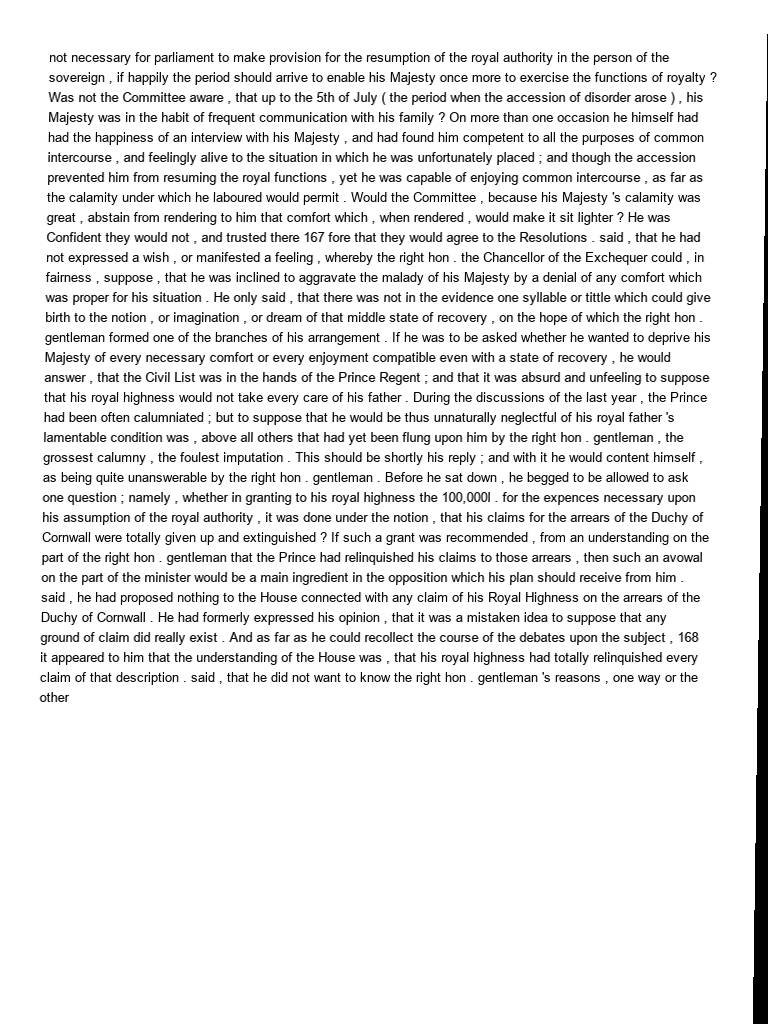 not necessary for parliament to make provision for the resumption of the royal authority in the person of the
sovereign , if happily the period should arrive to enable his Majesty once more to exercise the functions of royalty ?
Was not the Committee aware , that up to the 5th of July ( the period when the accession of disorder arose ) , his
Majesty was in the habit of frequent communication with his family ? On more than one occasion he himself had
had the happiness of an interview with his Majesty , and had found him competent to all the purposes of common
intercourse , and feelingly alive to the situation in which he was unfortunately placed ; and though the accession
prevented him from resuming the royal functions , yet he was capable of enjoying common intercourse , as far as
the calamity under which he laboured would permit . Would the Committee , because his Majesty 's calamity was
great , abstain from rendering to him that comfort which , when rendered , would make it sit lighter ? He was
Confident they would not , and trusted there 167 fore that they would agree to the Resolutions . said , that he had
not expressed a wish , or manifested a feeling , whereby the right hon . the Chancellor of the Exchequer could , in
fairness , suppose , that he was inclined to aggravate the malady of his Majesty by a denial of any comfort which
was proper for his situation . He only said , that there was not in the evidence one syllable or tittle which could give
birth to the notion , or imagination , or dream of that middle state of recovery , on the hope of which the right hon .
gentleman formed one of the branches of his arrangement . If he was to be asked whether he wanted to deprive his
Majesty of every necessary comfort or every enjoyment compatible even with a state of recovery , he would
answer , that the Civil List was in the hands of the Prince Regent ; and that it was absurd and unfeeling to suppose
that his royal highness would not take every care of his father . During the discussions of the last year , the Prince
had been often calumniated ; but to suppose that he would be thus unnaturally neglectful of his royal father 's
lamentable condition was , above all others that had yet been flung upon him by the right hon . gentleman , the
grossest calumny , the foulest imputation . This should be shortly his reply ; and with it he would content himself ,
as being quite unanswerable by the right hon . gentleman . Before he sat down , he begged to be allowed to ask
one question ; namely , whether in granting to his royal highness the 100,000l . for the expences necessary upon
his assumption of the royal authority , it was done under the notion , that his claims for the arrears of the Duchy of
Cornwall were totally given up and extinguished ? If such a grant was recommended , from an understanding on the
part of the right hon . gentleman that the Prince had relinquished his claims to those arrears , then such an avowal
on the part of the minister would be a main ingredient in the opposition which his plan should receive from him .
said , he had proposed nothing to the House connected with any claim of his Royal Highness on the arrears of the
Duchy of Cornwall . He had formerly expressed his opinion , that it was a mistaken idea to suppose that any
ground of claim did really exist . And as far as he could recollect the course of the debates upon the subject , 168
it appeared to him that the understanding of the House was , that his royal highness had totally relinquished every
claim of that description . said , that he did not want to know the right hon . gentleman 's reasons , one way or the
other